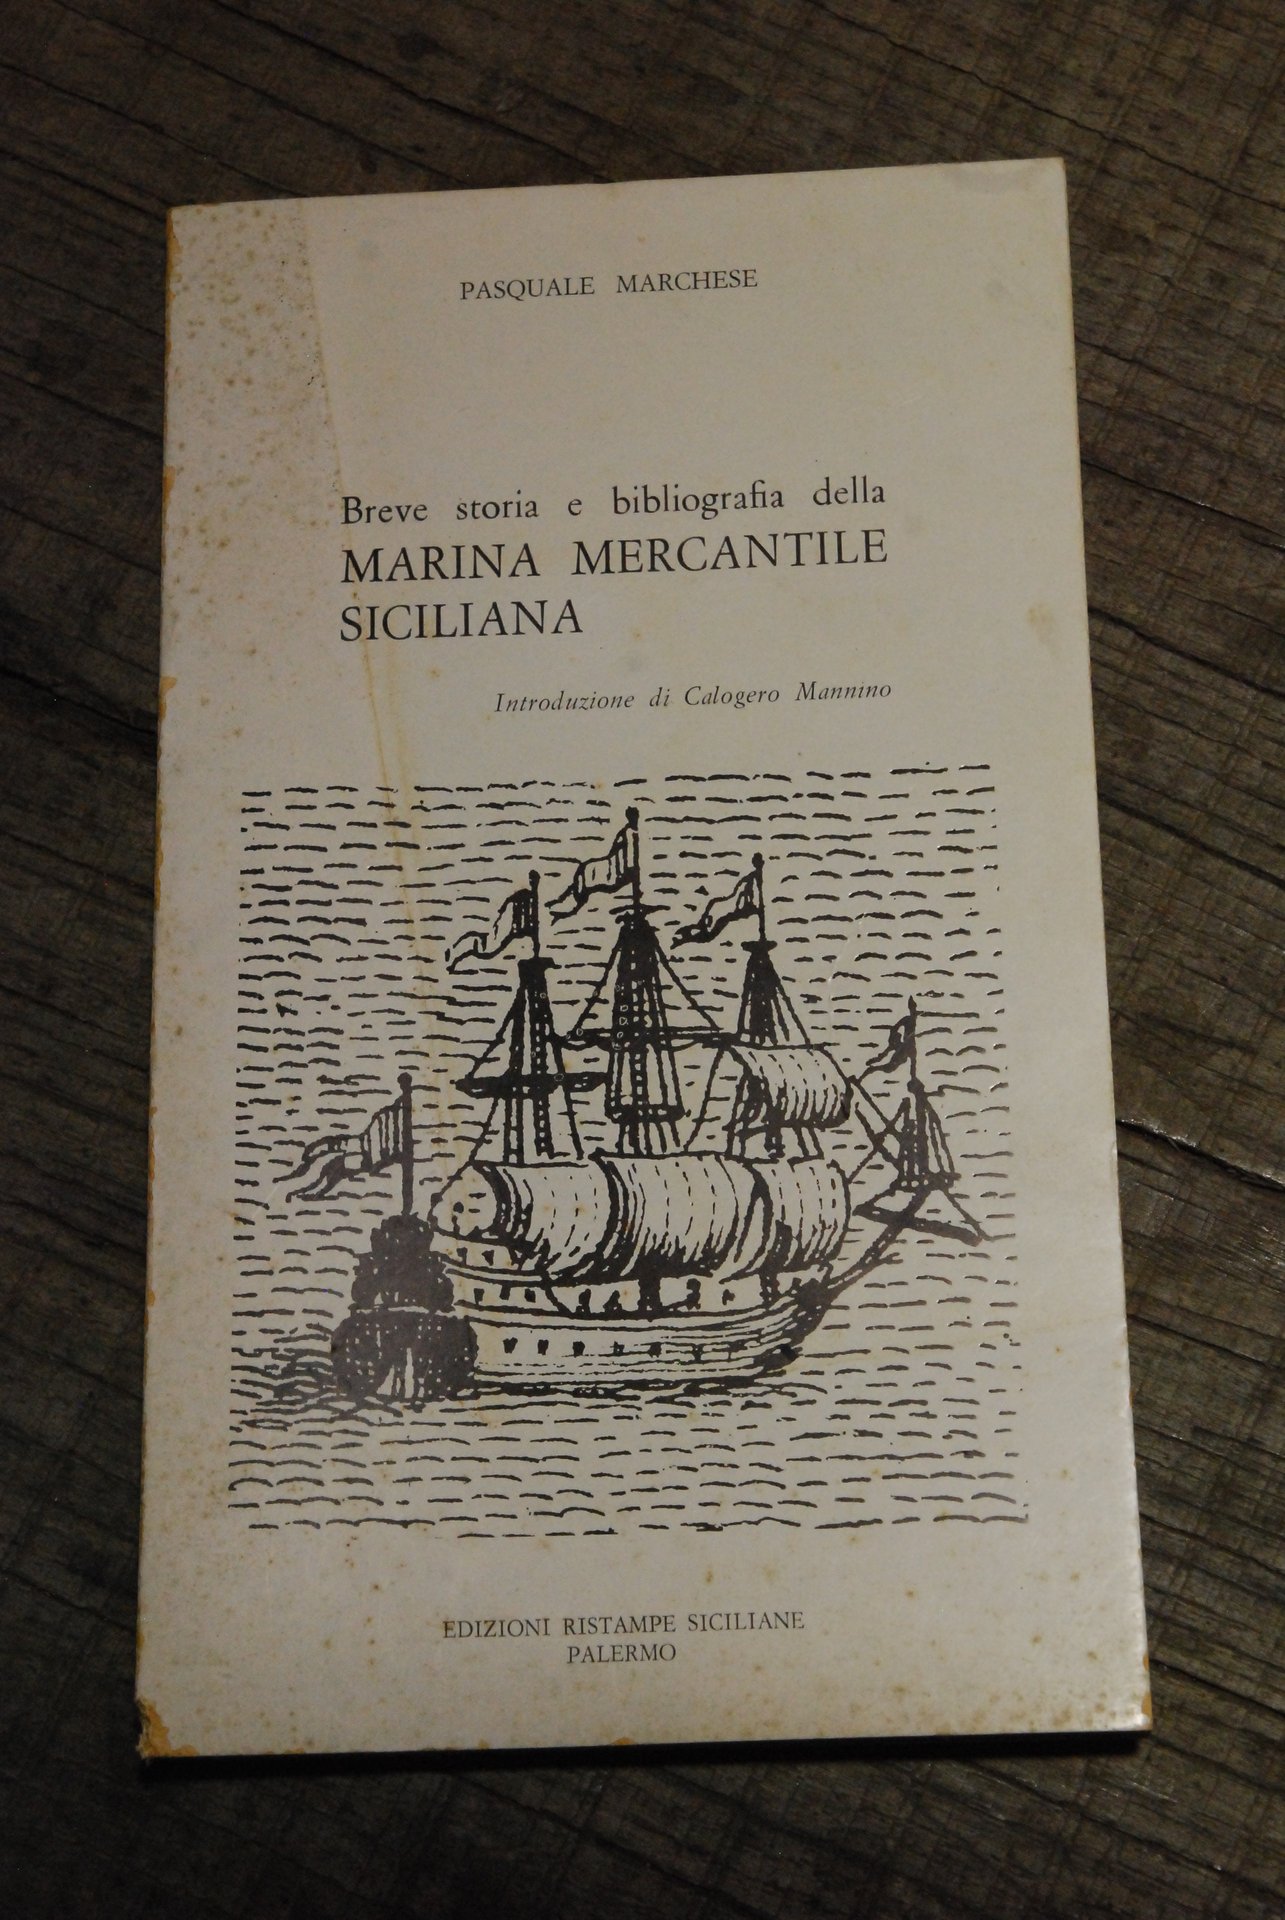 PASQUALE MARCHESE
Breve storia e bibliografia della
MARINA MERCANTILE
SICILIANA
Introduzione di Calogero Mannino
EDIZIONI RISTAMPE SICILIANE
PALERMO